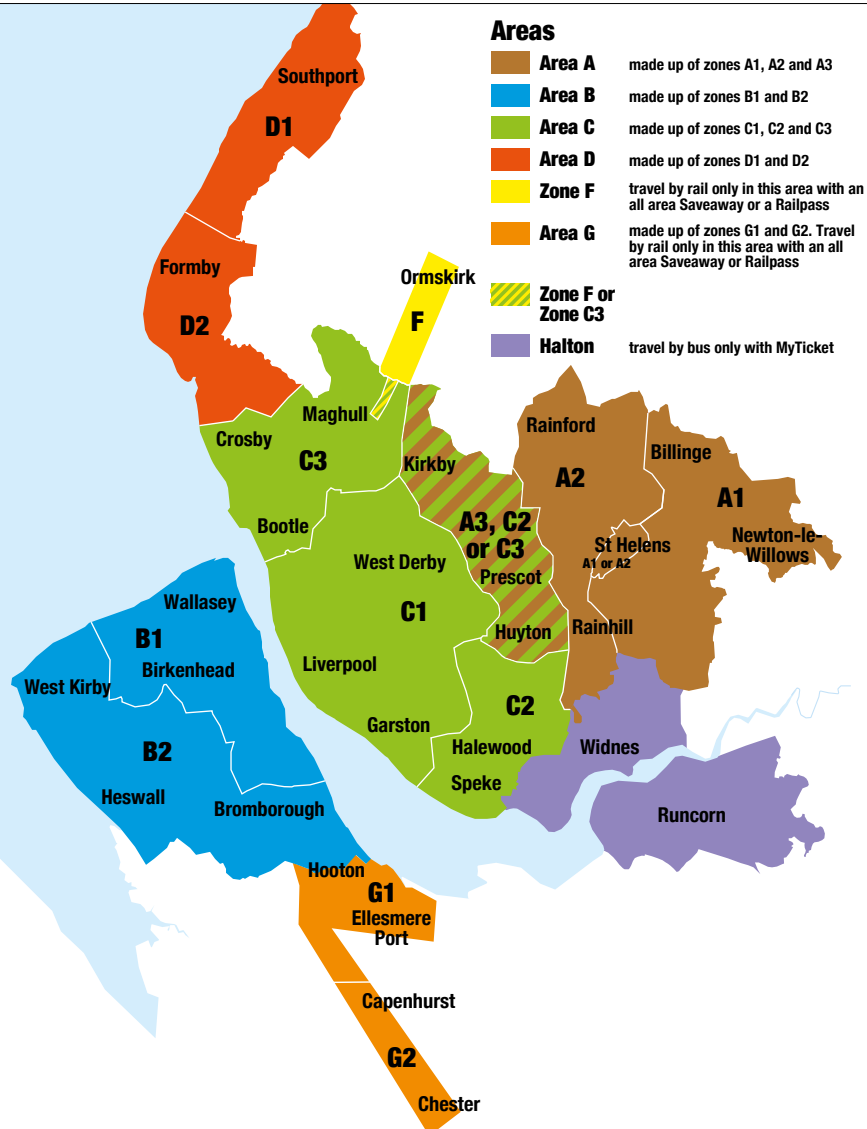 Areas
Area A made up of zones A1, A2 and A3
Area B made up of zones B1 and B2
Area C made up of zones C1, C2 and C3
Area D made up of zones D1 and D2
Zone F travel by rail only in this area with an
all area Saveaway or a Railpass
Area G made up of zones G1 and G2. Travel
by rail only in this area with an all
area Saveaway or Railpass
Zone F or
Zone C3
Halton travel by bus only with MyTicket
Southport
D1
Formby
D2
Ormskirk
F
Maghull
Crosby
C3
Bootle
Kirkby
A3, C2
or C3
Prescot
Huyton
Rainford
A2
Billinge
A1
Newton-le-
Willows
St Helens
A1 or A2
Rainhill
West Derby
C1
Liverpool
Garston
C2
Halewood
Speke
Widnes
Runcorn
Wallasey
B1
Birkenhead
West Kirby
B2
Heswall
Bromborough
Hooton
G1
Ellesmere
Port
Capenhurst
G2
Chester